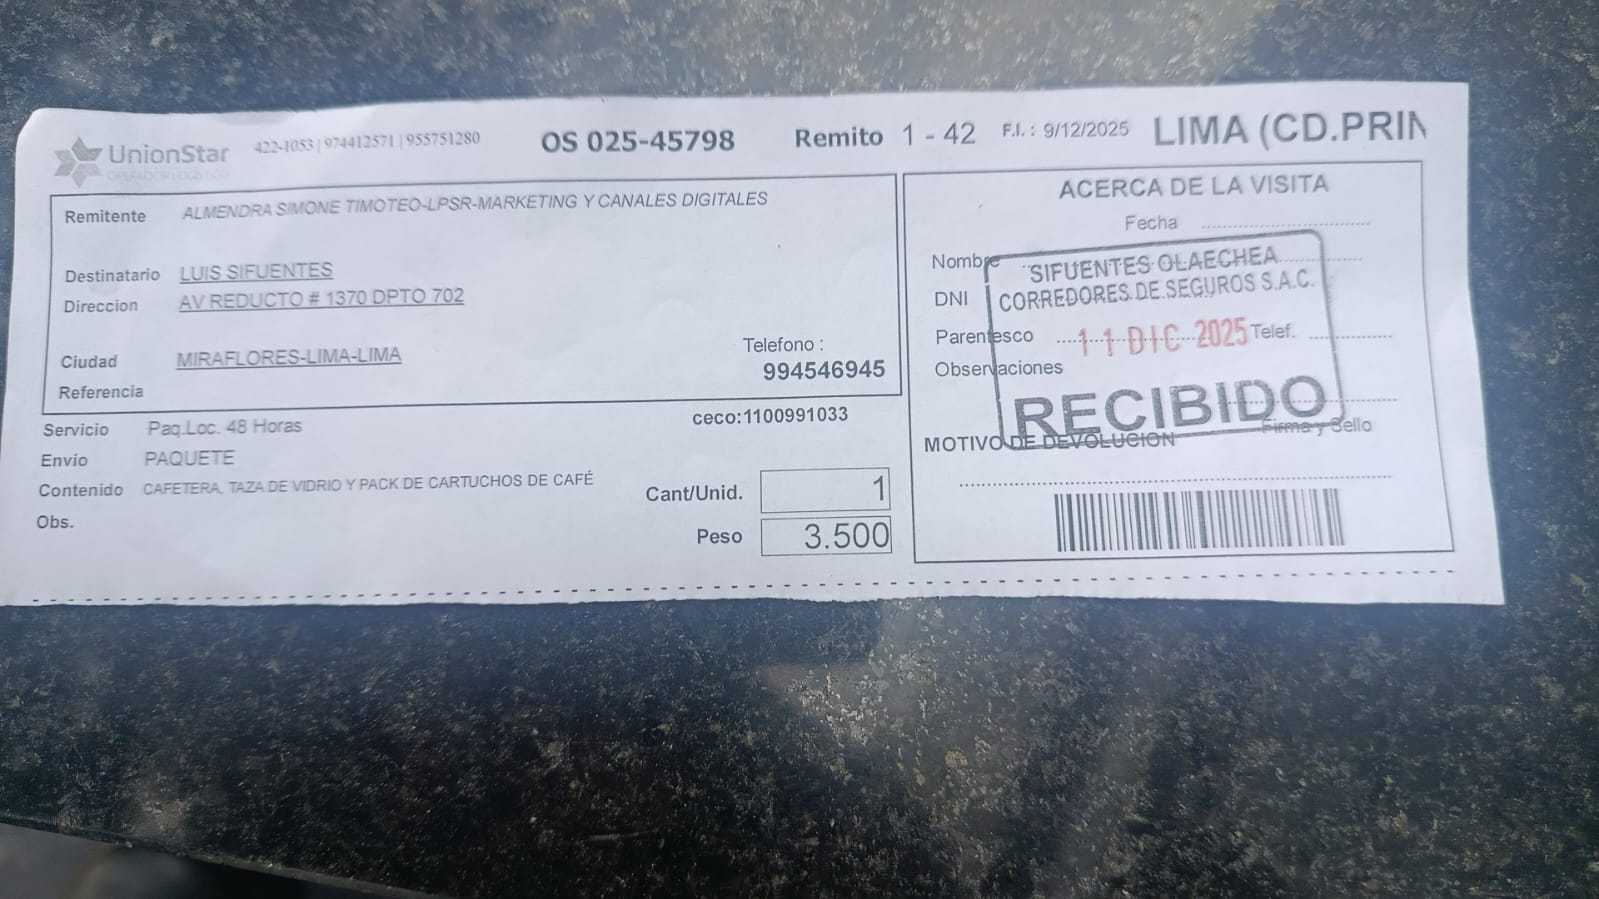 UnionStar
OPERADOR LOGISTICO
422-1053 | 974412571 | 955751280
OS 025-45798
Remito 1 - 42
F.I. : 9/12/2025
LIMA (CD.PRIN
Remitente ALMENDRA SIMONE TIMOTEO-LPSR-MARKETING Y CANALES DIGITALES
Destinatario LUIS SIFUENTES
Direccion AV REDUCTO # 1370 DPTO 702
Ciudad MIRAFLORES-LIMA-LIMA
Referencia
Telefono :
994546945
Servicio Paq.Loc. 48 Horas
ceco:1100991033
Envio PAQUETE
Contenido CAFETERA, TAZA DE VIDRIO Y PACK DE CARTUCHOS DE CAFÉ
Obs.
Cant/Unid. 1
Peso 3.500
ACERCA DE LA VISITA
Fecha
Nombre
DNI
Parentesco
Telef.
Observaciones
SIFUENTES OLAECHEA
CORREDORES DE SEGUROS S.A.C.
11 DIC 2025
RECIBIDO
Firma y Sello
MOTIVO DE DEVOLUCION